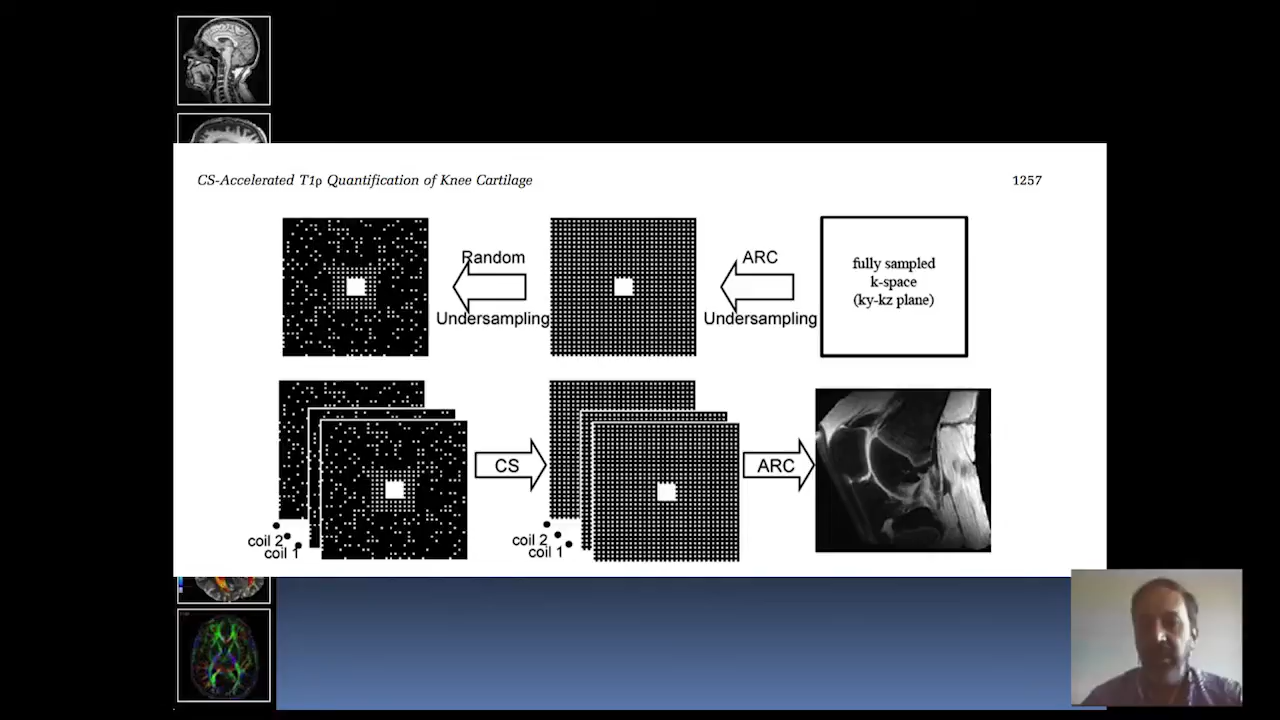 CS-Accelerated T1ρ Quantification of Knee Cartilage 1257
Random
Undersampling
ARC
Undersampling
fully sampled
k-space
(ky-kz plane)
coil 2
coil 1
CS
coil 2
coil 1
ARC